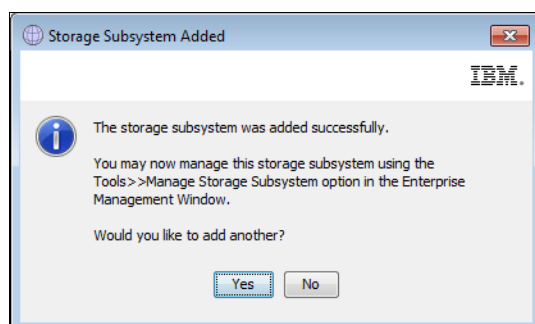 Storage Subsystem Added
IBM.
The storage subsystem was added successfully.
You may now manage this storage subsystem using the
Tools>>Manage Storage Subsystem option in the Enterprise
Management Window.
Would you like to add another?
Yes
No